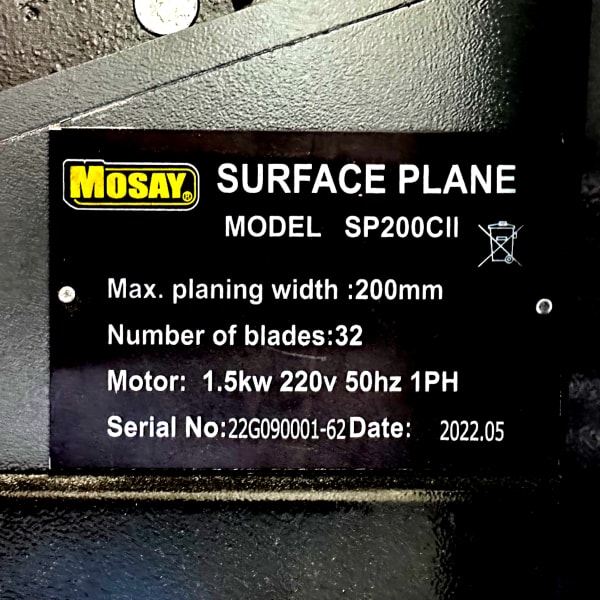 MOSAY® SURFACE PLANE
MODEL SP200CII
Max. planing width :200mm
Number of blades:32
Motor: 1.5kw 220v 50hz 1PH
Serial No:22G090001-62 Date: 2022.05